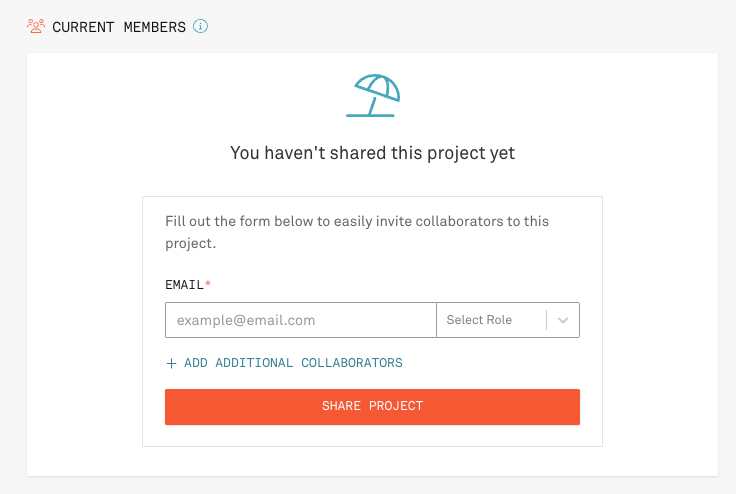 CURRENT MEMBERS
You haven't shared this project yet
Fill out the form below to easily invite collaborators to this
project.
EMAIL*
example@email.com
Select Role
+ ADD ADDITIONAL COLLABORATORS
SHARE PROJECT